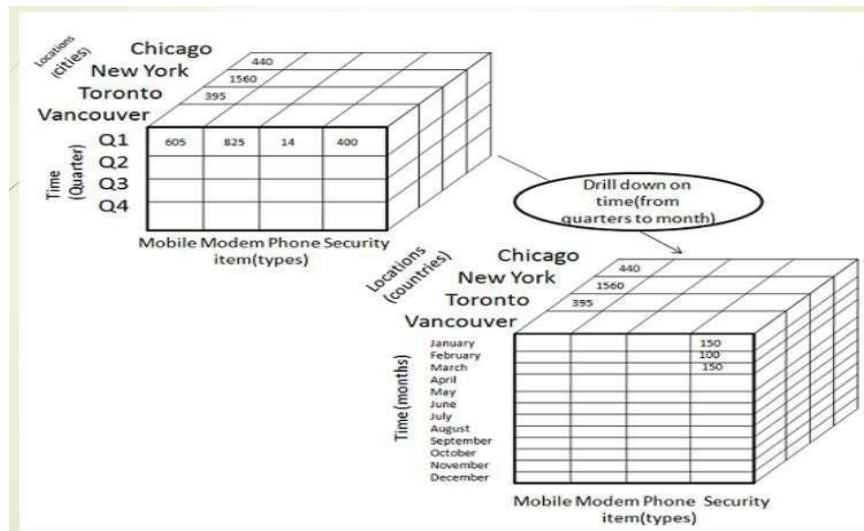 Locations
(cities)
Chicago
New York
Toronto
Vancouver
440
1560
395
Time
(Quarter)
Q1 605 825 14 400
Q2
Q3
Q4
Mobile Modem Phone Security
item(types)
Drill down on
time(from
quarters to month)
Locations
(countries)
Chicago
New York
Toronto
Vancouver
440
1560
395
Time(months)
January 150
February 100
March 150
April
May
June
July
August
September
October
November
December
Mobile Modem Phone Security
item(types)